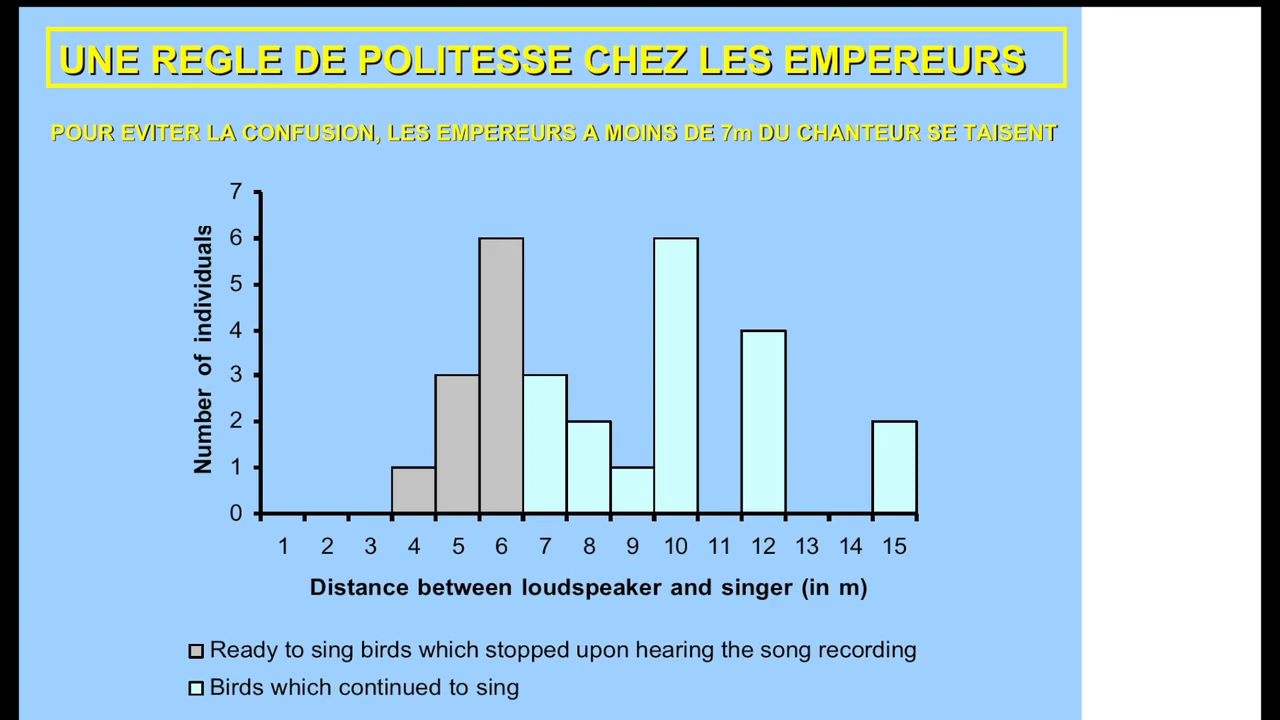 UNE REGLE DE POLITESSE CHEZ LES EMPEREURS
POUR EVITER LA CONFUSION, LES EMPEREURS A MOINS DE 7m DU CHANTEUR SE TAISENT
Number of individuals
7
6
5
4
3
2
1
0
1 2 3 4 5 6 7 8 9 10 11 12 13 14 15
Distance between loudspeaker and singer (in m)
Ready to sing birds which stopped upon hearing the song recording
Birds which continued to sing